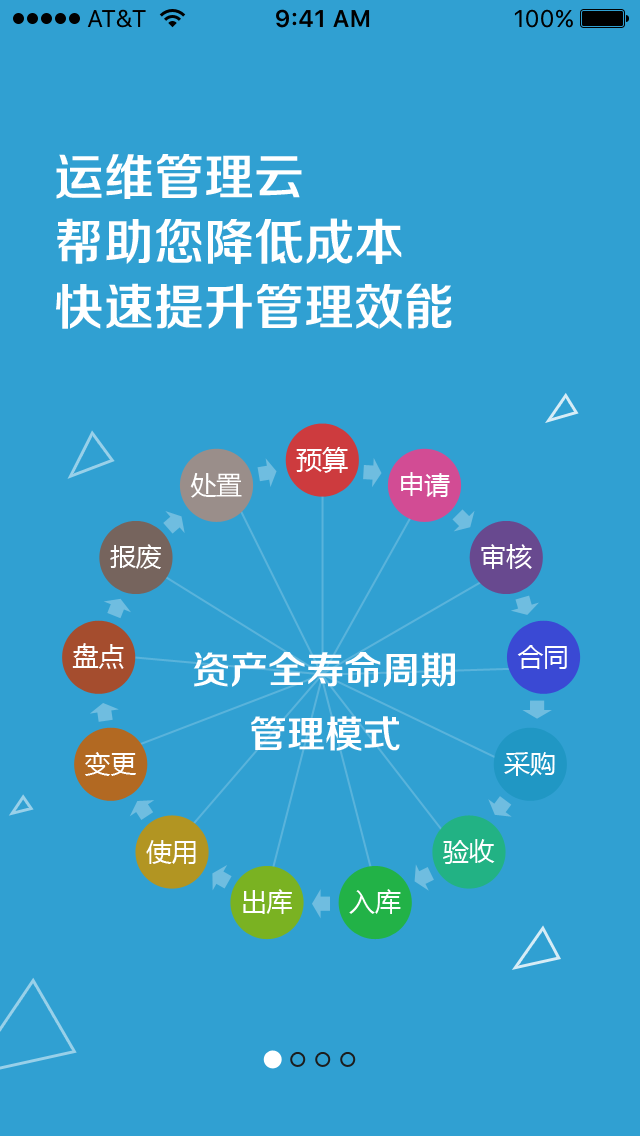 AT&T 9:41 AM 100%
运维管理云
帮助您降低成本
快速提升管理效能
预算
申请
审核
合同
采购
验收
入库
出库
使用
变更
盘点
报废
处置
资产全寿命周期
管理模式